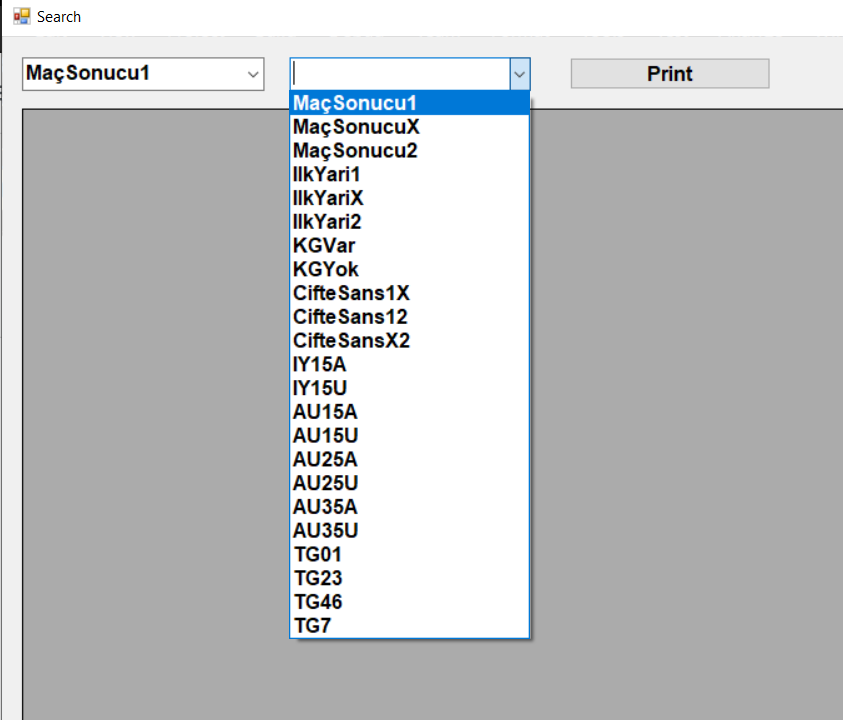 Search
MaçSonucu1
Print
MaçSonucu1
MaçSonucuX
MaçSonucu2
IlkYari1
IlkYariX
IlkYari2
KGVar
KGYok
CifteSans1X
CifteSans12
CifteSansX2
IY15A
IY15U
AU15A
AU15U
AU25A
AU25U
AU35A
AU35U
TG01
TG23
TG46
TG7